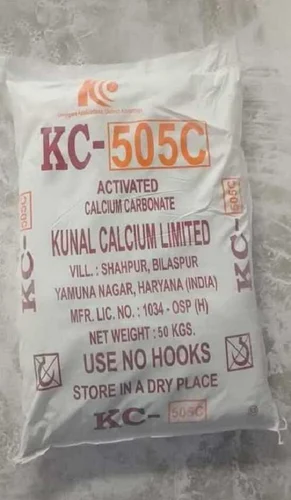 KC-505C
ACTIVATED
CALCIUM CARBONATE
KUNAL CALCIUM LIMITED
VILL. : SHAHPUR, BILASPUR
YAMUNA NAGAR, HARYANA (INDIA)
MFR. LIC. NO. : 1034 - OSP (H)
NET WEIGHT : 50 KGS.
USE NO HOOKS
STORE IN A DRY PLACE
KC-505C
KC-505C
KC-505C